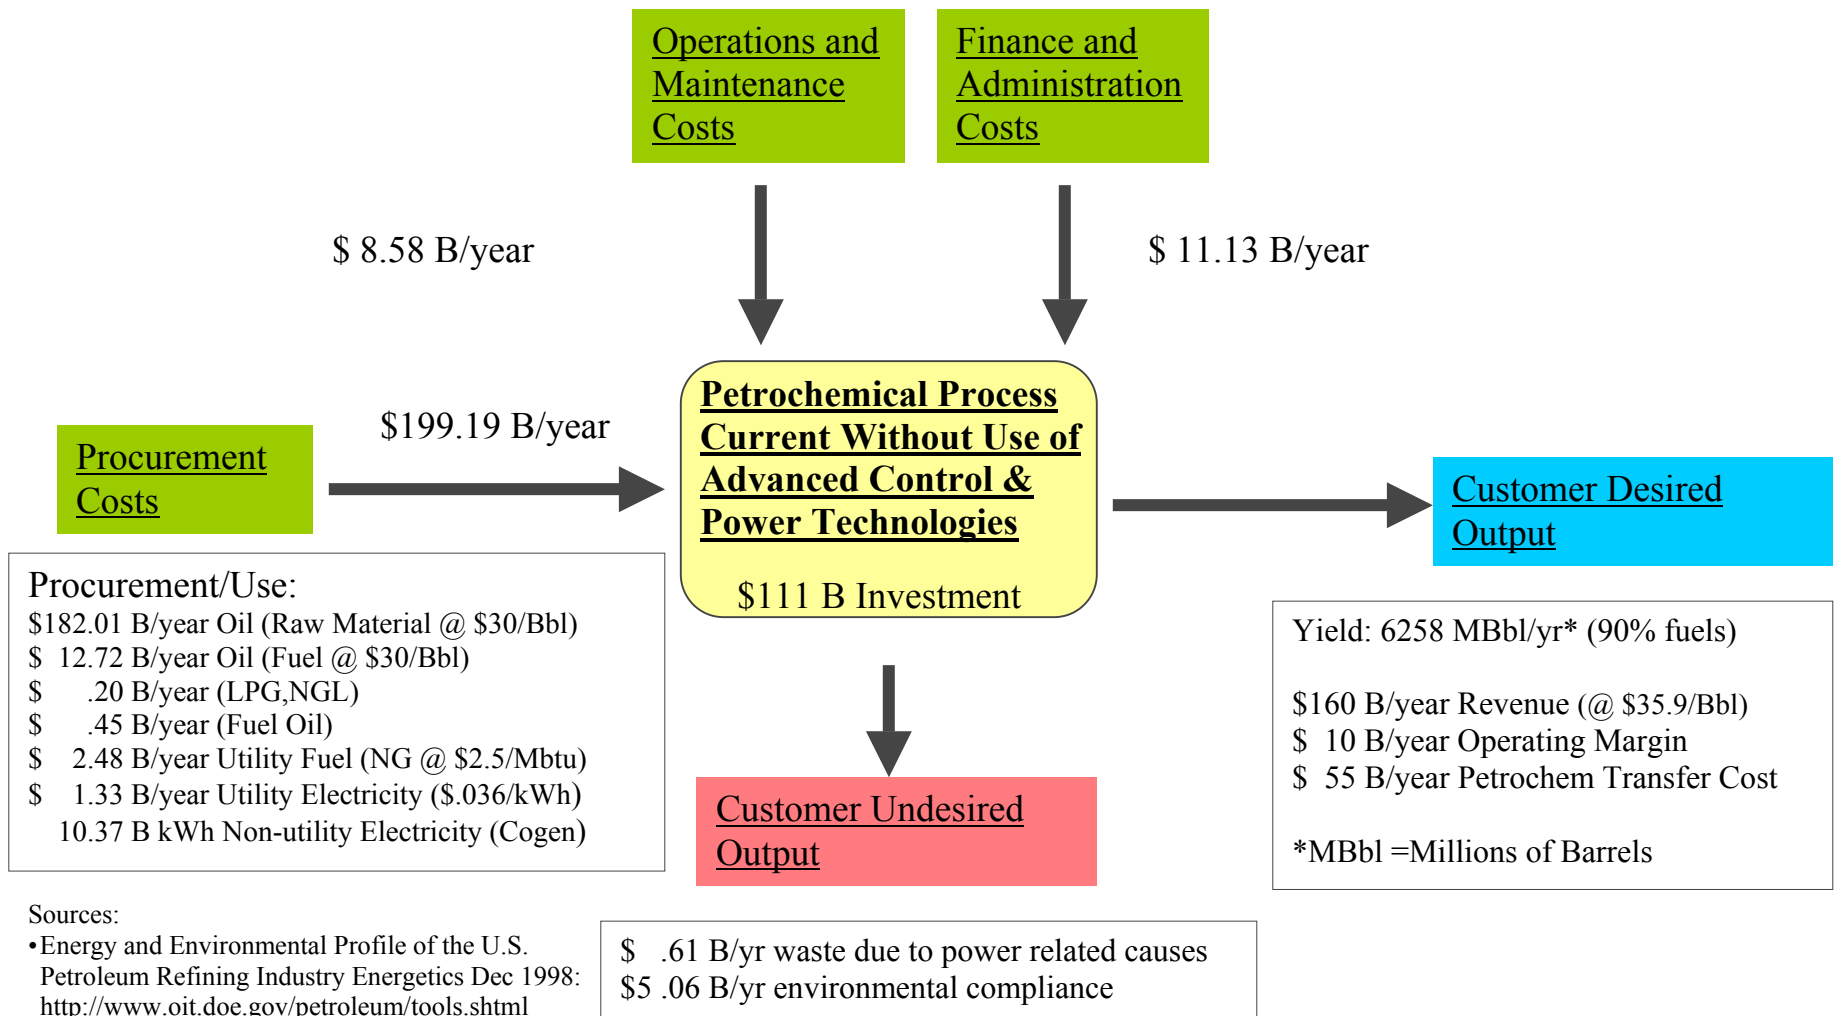 Operations and
Maintenance
Costs
Finance and
Administration
Costs
$ 8.58 B/year
$ 11.13 B/year
Procurement
Costs
$199.19 B/year
Petrochemical Process
Current Without Use of
Advanced Control &
Power Technologies
$111 B Investment
Customer Desired
Output
Procurement/Use:
$182.01 B/year Oil (Raw Material @ $30/Bbl)
$ 12.72 B/year Oil (Fuel @ $30/Bbl)
$ .20 B/year (LPG,NGL)
$ .45 B/year (Fuel Oil)
$ 2.48 B/year Utility Fuel (NG @ $2.5/Mbtu)
$ 1.33 B/year Utility Electricity ($.036/kWh)
10.37 B kWh Non-utility Electricity (Cogen)
Yield: 6258 MBbl/yr* (90% fuels)
$160 B/year Revenue (@ $35.9/Bbl)
$ 10 B/year Operating Margin
$ 55 B/year Petrochem Transfer Cost
*MBbl =Millions of Barrels
Customer Undesired
Output
$ .61 B/yr waste due to power related causes
$5 .06 B/yr environmental compliance
Sources:
•Energy and Environmental Profile of the U.S.
Petroleum Refining Industry Energetics Dec 1998:
http://www.oit.doe.gov/petroleum/tools.shtml